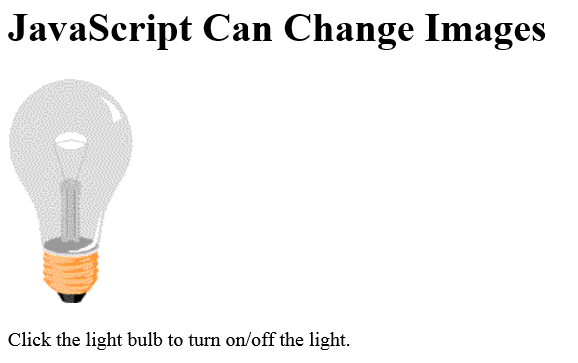 JavaScript Can Change Images
Click the light bulb to turn on/off the light.